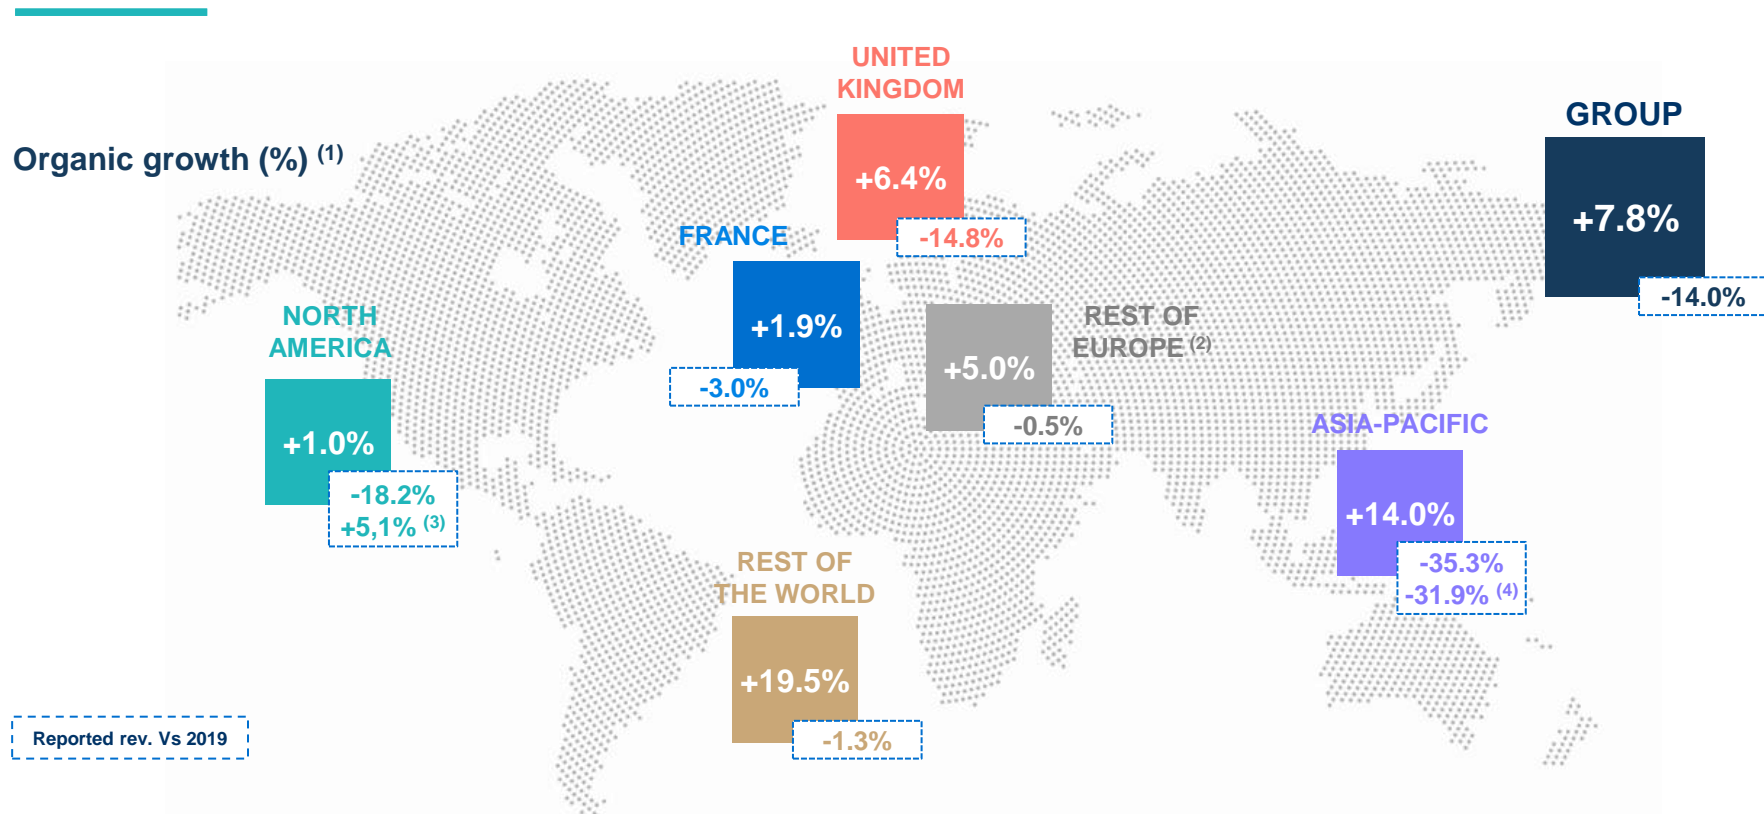 Organic growth (%) (1)
UNITED
KINGDOM
+6.4%
-14.8%
GROUP
+7.8%
-14.0%
FRANCE
+1.9%
-3.0%
NORTH
AMERICA
+1.0%
-18.2%
+5,1% (3)
REST OF
EUROPE (2)
+5.0%
-0.5%
ASIA-PACIFIC
+14.0%
-35.3%
-31.9% (4)
REST OF
THE WORLD
+19.5%
-1.3%
Reported rev. Vs 2019